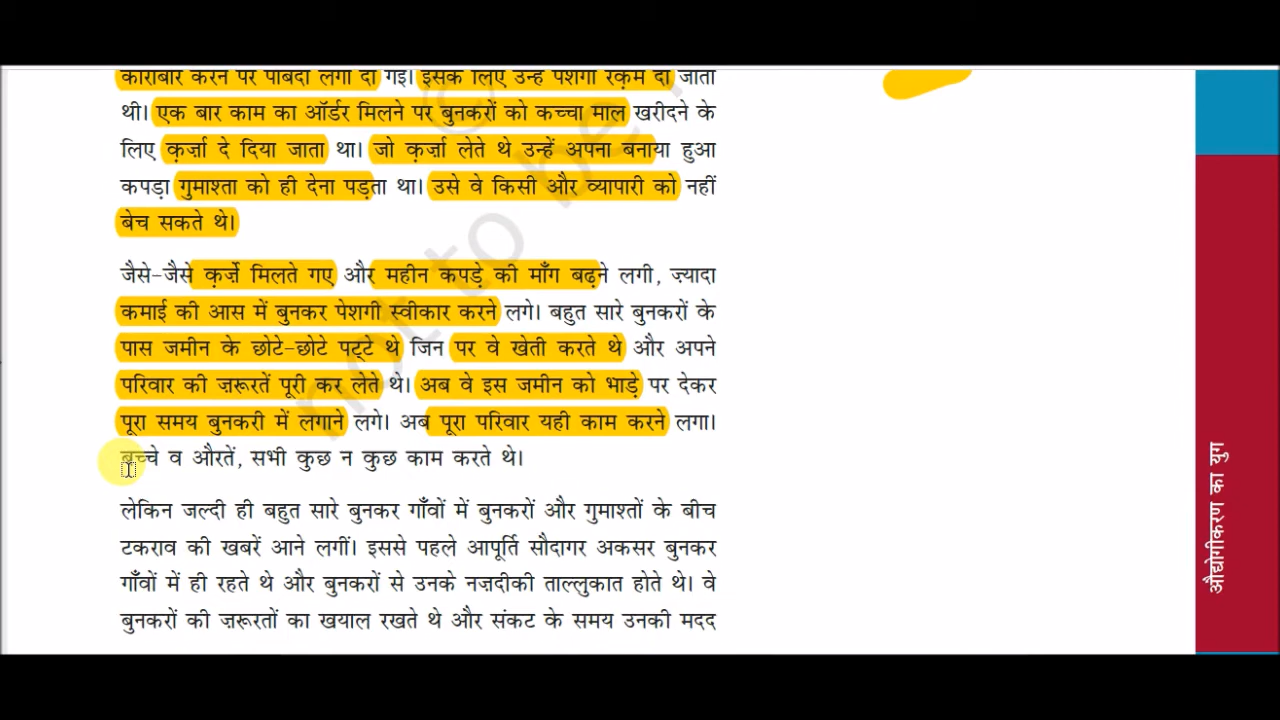 कारोबार करने पर पाबंदी लगा दी गई। इसके लिए उन्हें पेशगी रक़म दी जाती
थी। एक बार काम का ऑर्डर मिलने पर बुनकरों को कच्चा माल खरीदने के
लिए क़र्ज़ा दे दिया जाता था। जो क़र्ज़ा लेते थे उन्हें अपना बनाया हुआ
कपड़ा गुमाश्ता को ही देना पड़ता था। उसे वे किसी और व्यापारी को नहीं
बेच सकते थे।
जैसे-जैसे क़र्ज़े मिलते गए और महीन कपड़े की माँग बढ़ने लगी, ज़्यादा
कमाई की आस में बुनकर पेशगी स्वीकार करने लगे। बहुत सारे बुनकरों के
पास जमीन के छोटे-छोटे पट्टे थे जिन पर वे खेती करते थे और अपने
परिवार की ज़रूरतें पूरी कर लेते थे। अब वे इस जमीन को भाड़े पर देकर
पूरा समय बुनकरी में लगाने लगे। अब पूरा परिवार यही काम करने लगा।
बच्चे व औरतें, सभी कुछ न कुछ काम करते थे।
लेकिन जल्दी ही बहुत सारे बुनकर गाँवों में बुनकरों और गुमाश्तों के बीच
टकराव की खबरें आने लगीं। इससे पहले आपूर्ति सौदागर अकसर बुनकर
गाँवों में ही रहते थे और बुनकरों से उनके नज़दीकी ताल्लुकात होते थे। वे
बुनकरों की ज़रूरतों का खयाल रखते थे और संकट के समय उनकी मदद
औद्योगीकरण का युग
© not to be